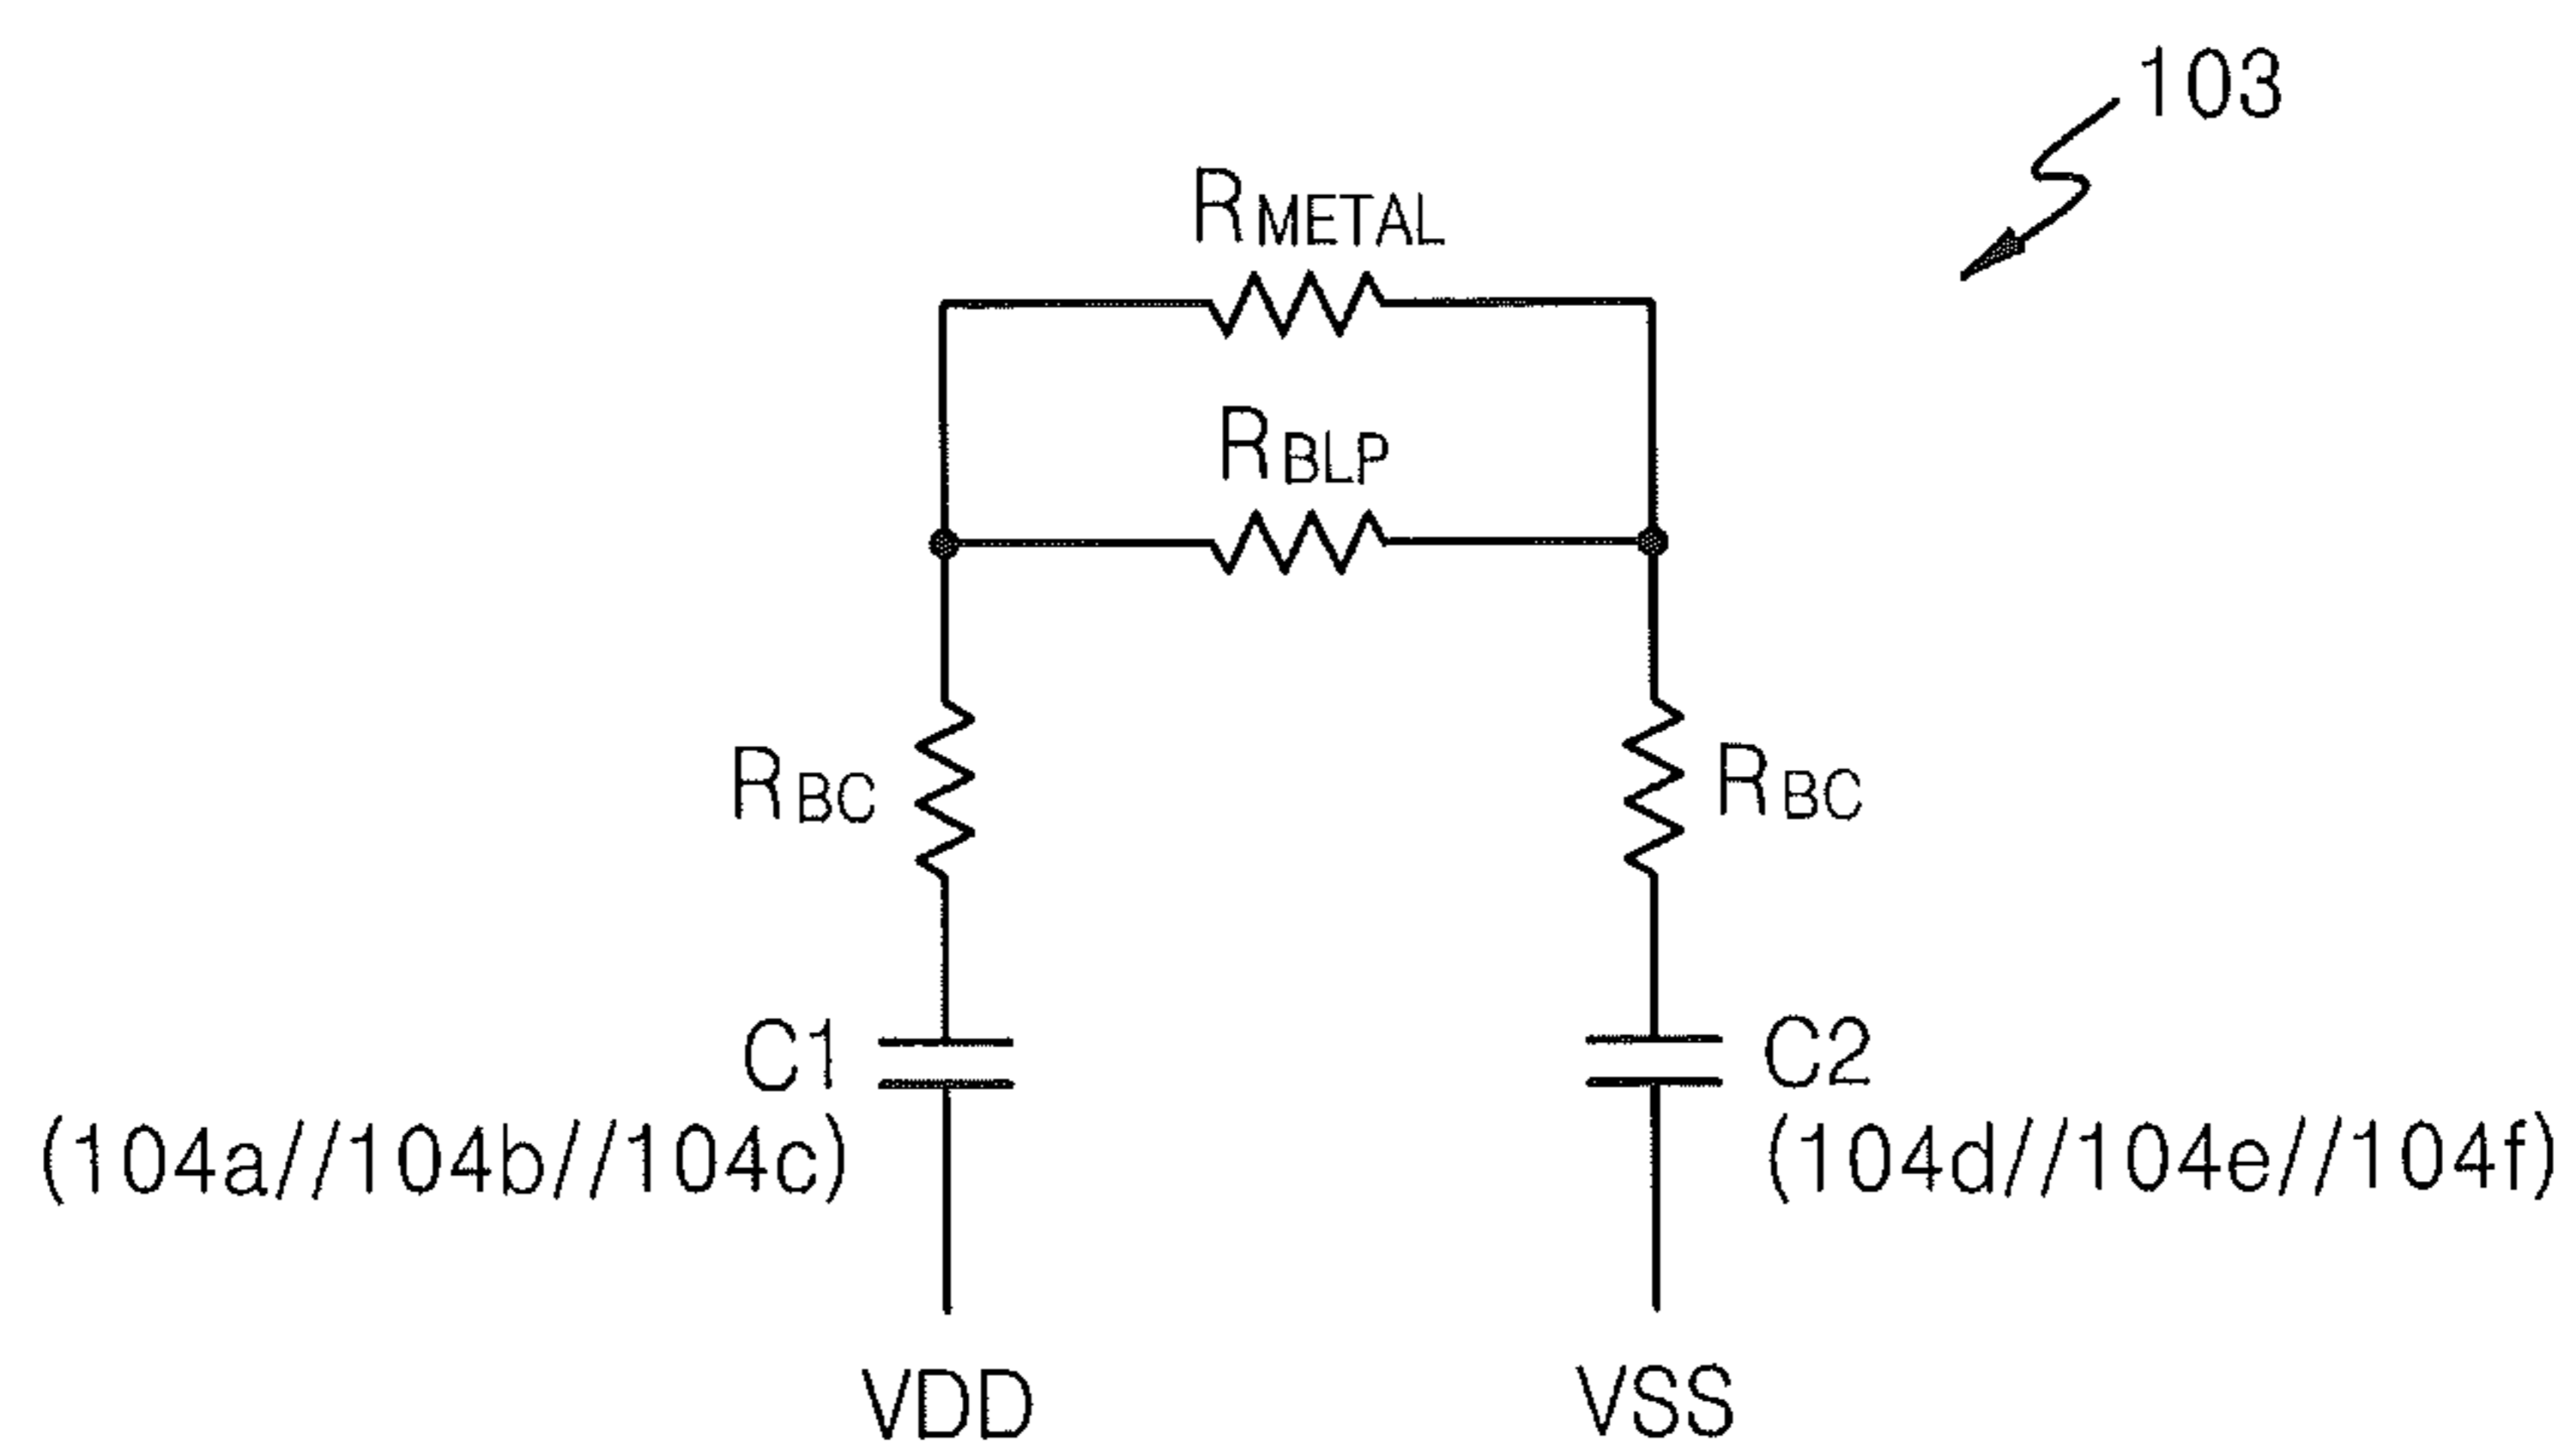 103
RMETAL
RBLP
RBC RBC
C1 C2
(104a//104b//104c) (104d//104e//104f)
VDD VSS